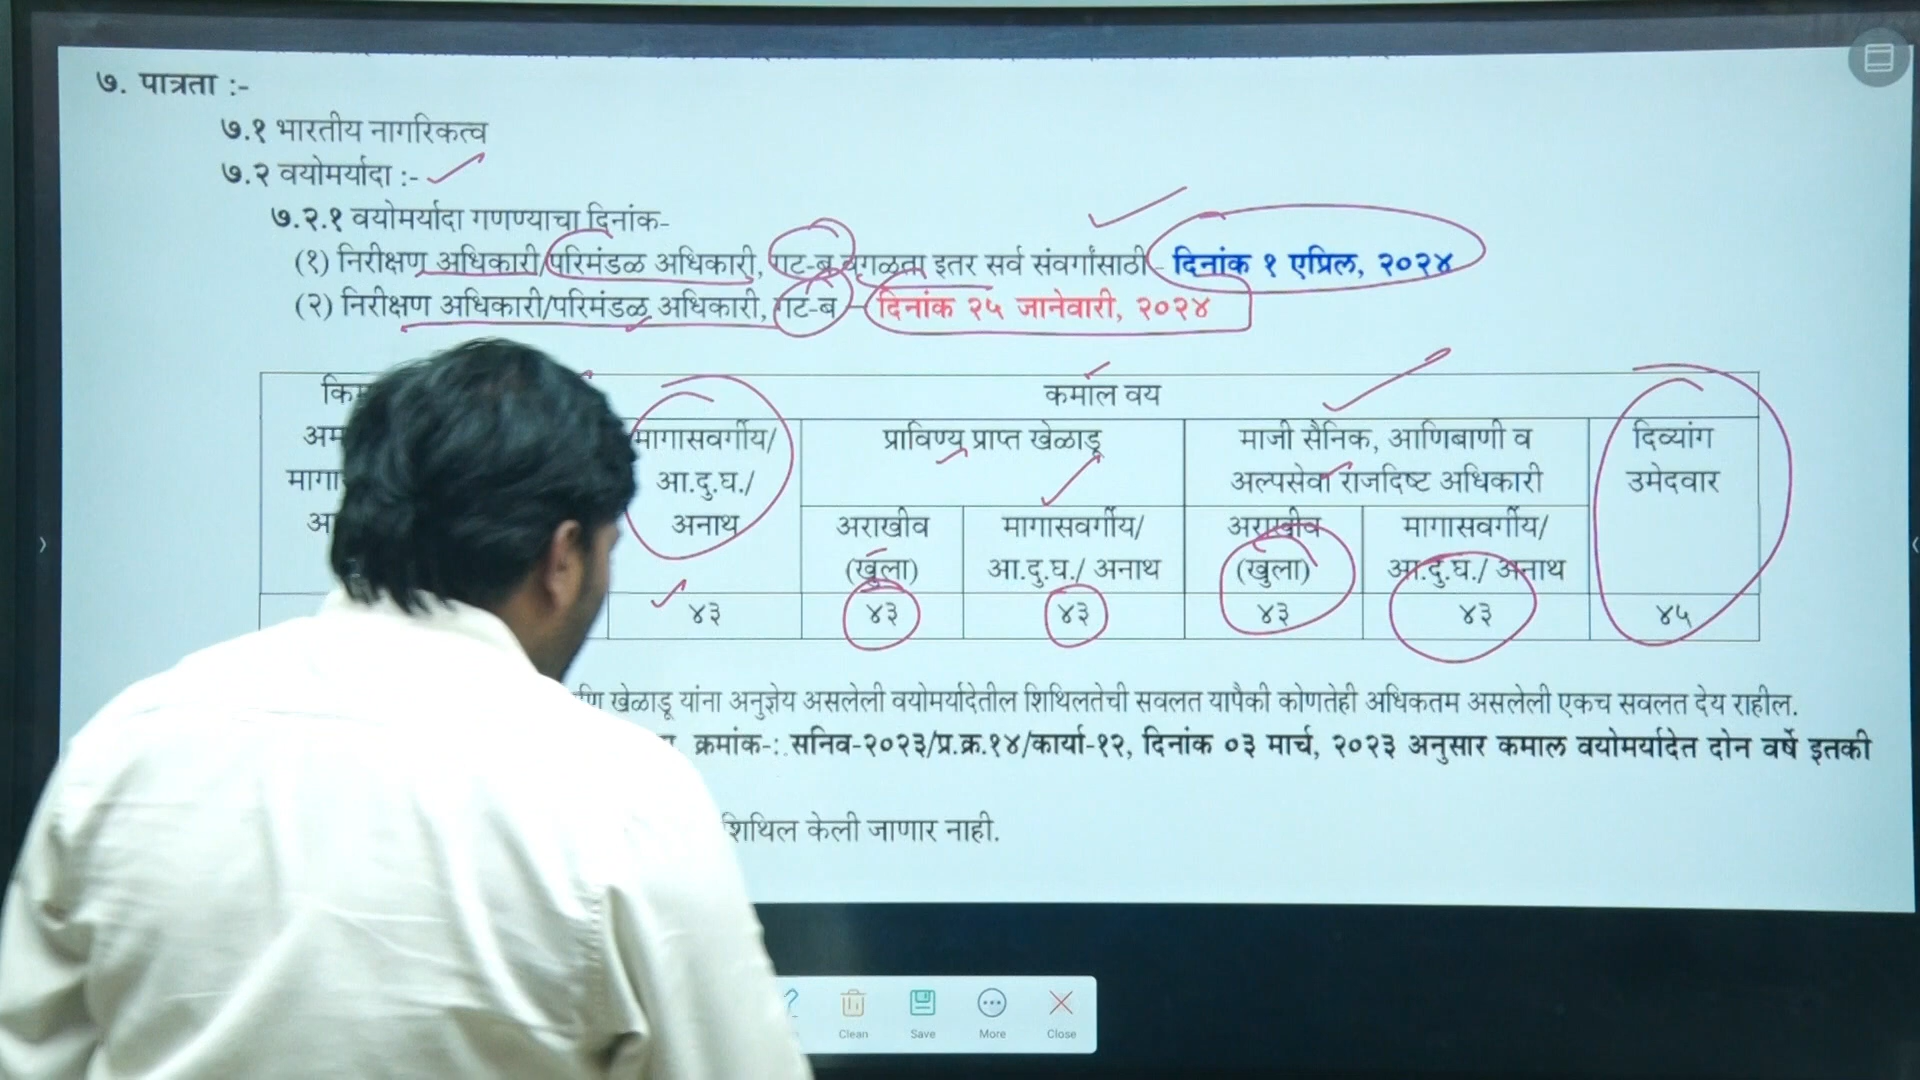 ७. पात्रता :-
७.१ भारतीय नागरिकत्व
७.२ वयोमर्यादा :-
७.२.१ वयोमर्यादा गणण्याचा दिनांक-
(१) निरीक्षण अधिकारी/परिमंडळ अधिकारी, गट-ब वगळता इतर सर्व संवर्गांसाठी - दिनांक १ एप्रिल, २०२४
(२) निरीक्षण अधिकारी/परिमंडळ अधिकारी, गट-ब – दिनांक २५ जानेवारी, २०२४
कमाल वय
मागासवर्गीय/
आ.दु.घ./
अनाथ
प्राविण्य प्राप्त खेळाडू
माजी सैनिक, आणिबाणी व
अल्पसेवा राजदिष्ट अधिकारी
दिव्यांग
उमेदवार
अराखीव
(खुला)
मागासवर्गीय/
आ.दु.घ./ अनाथ
अराखीव
(खुला)
मागासवर्गीय/
आ.दु.घ./ अनाथ
४३ ४३ ४३ ४३ ४३ ४५
खेळाडू यांना अनुज्ञेय असलेली वयोमर्यादेतील शिथिलतेची सवलत यापैकी कोणतेही अधिकतम असलेली एकच सवलत देय राहील.
क्रमांक-: सनिव-२०२३/प्र.क्र.१४/कार्या-१२, दिनांक ०३ मार्च, २०२३ अनुसार कमाल वयोमर्यादेत दोन वर्षे इतकी
शिथिल केली जाणार नाही.
Clean Save More Close